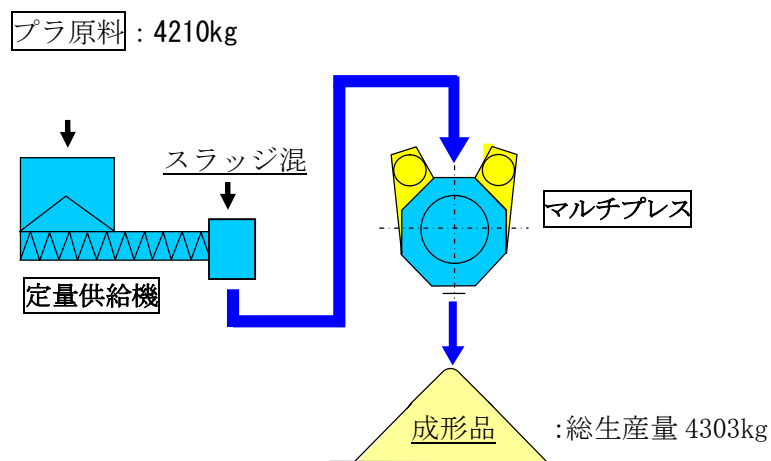 プラ原料：4210kg
スラッジ混
マルチプレス
定量供給機
成形品 :総生産量 4303kg